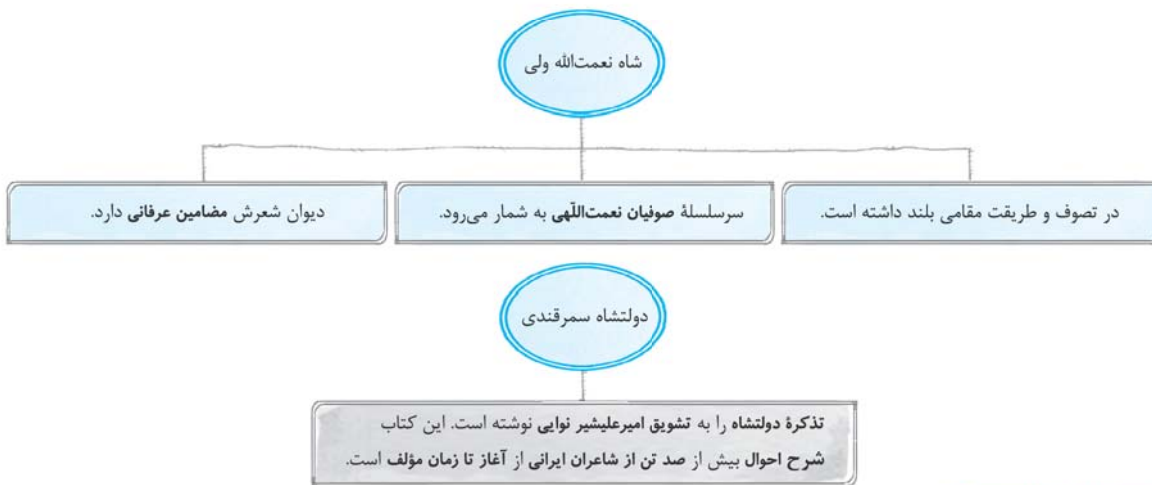 شاه نعمت‌الله ولی
در تصوف و طریقت مقامی بلند داشته است.
سرسلسلهٔ صوفیان نعمت‌اللّهی به شمار می‌رود.
دیوان شعرش مضامین عرفانی دارد.
دولتشاه سمرقندی
تذکرهٔ دولتشاه را به تشویق امیرعلیشیر نوایی نوشته است. این کتاب
شرح احوال بیش از صد تن از شاعران ایرانی از آغاز تا زمان مؤلف است.